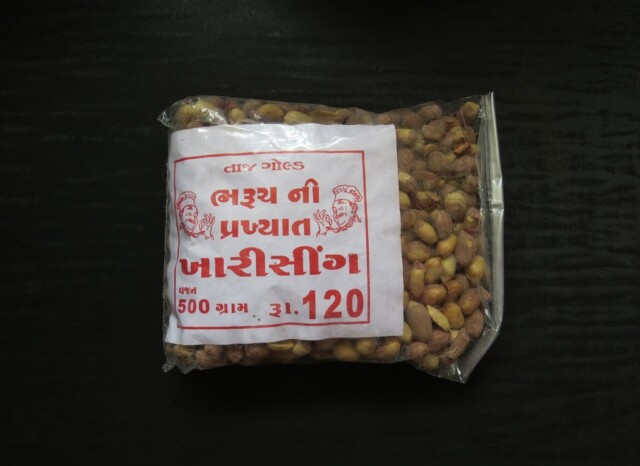 તાજ ગોલ્ડ
ભરૂચ ની
પ્રખ્યાત
ખારીસીંગ
વજન
500 ગ્રામ રૂા. 120